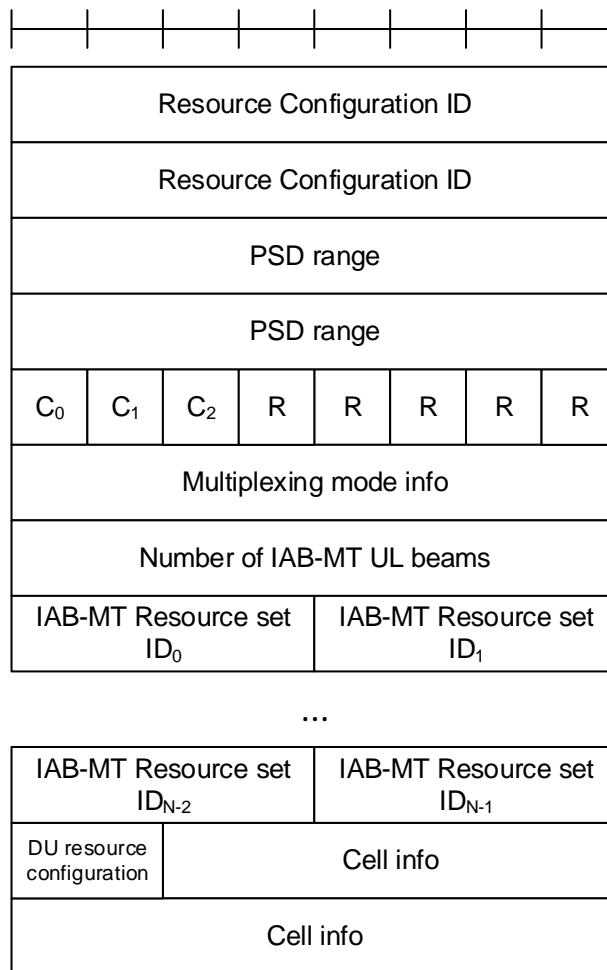 Resource Configuration ID
Resource Configuration ID
PSD range
PSD range
C₀ C₁ C₂ R R R R R
Multiplexing mode info
Number of IAB-MT UL beams
IAB-MT Resource set ID₀
IAB-MT Resource set ID₁
...
IAB-MT Resource set ID_N-2
IAB-MT Resource set ID_N-1
DU resource
configuration
Cell info
Cell info